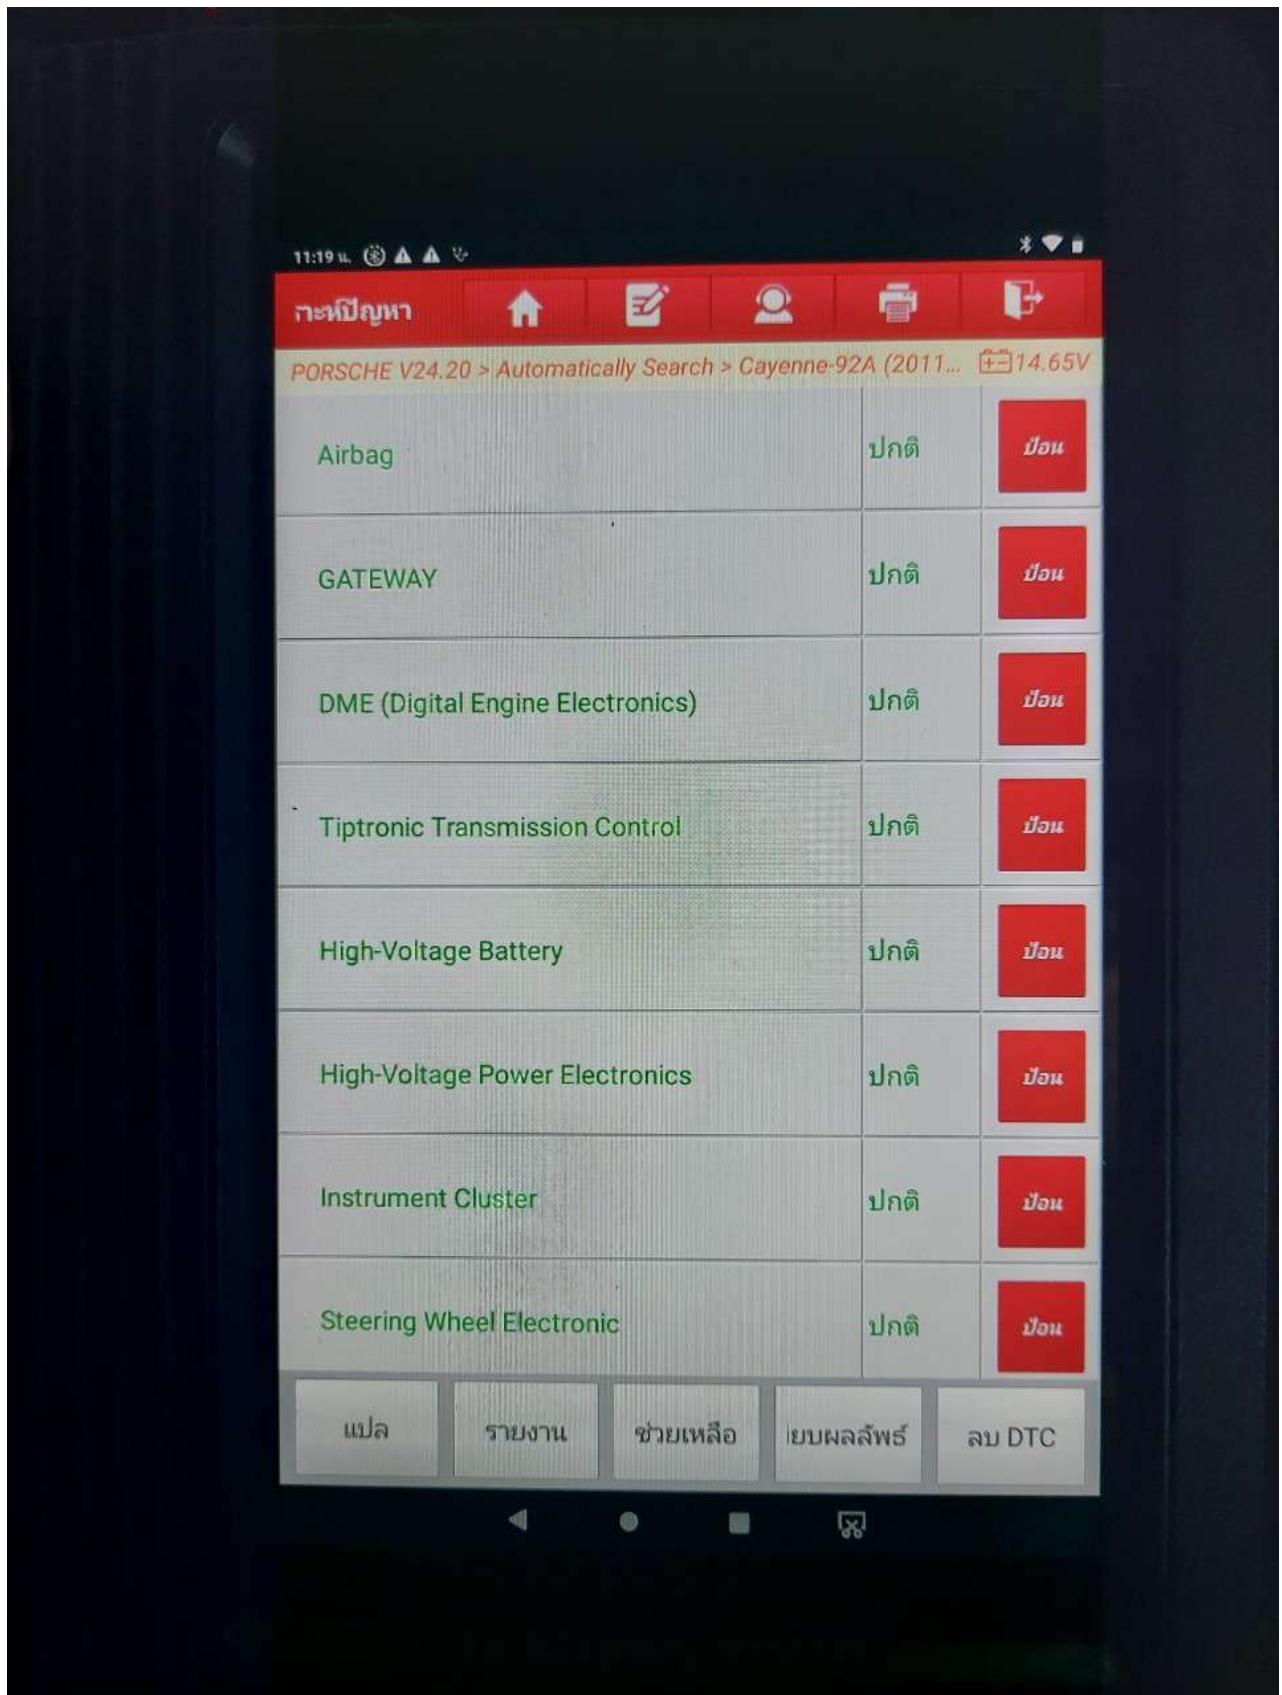 11:19 น.
าะห์ปัญหา
PORSCHE V24.20 > Automatically Search > Cayenne-92A (2011... 14.65V
Airbag ปกติ ป้อน
GATEWAY ปกติ ป้อน
DME (Digital Engine Electronics) ปกติ ป้อน
Tiptronic Transmission Control ปกติ ป้อน
High-Voltage Battery ปกติ ป้อน
High-Voltage Power Electronics ปกติ ป้อน
Instrument Cluster ปกติ ป้อน
Steering Wheel Electronic ปกติ ป้อน
แปล รายงาน ช่วยเหลือ ียบผลลัพธ์ ลบ DTC